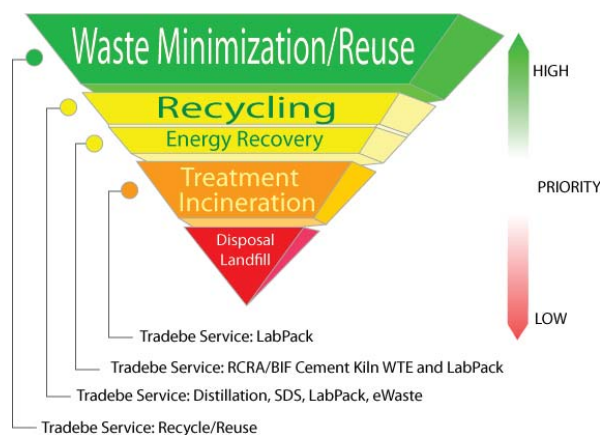 Waste Minimization/Reuse
Recycling
Energy Recovery
Treatment
Incineration
Disposal
Landfill
HIGH
PRIORITY
LOW
Tradebe Service: LabPack
Tradebe Service: RCRA/BIF Cement Kiln WTE and LabPack
Tradebe Service: Distillation, SDS, LabPack, eWaste
Tradebe Service: Recycle/Reuse